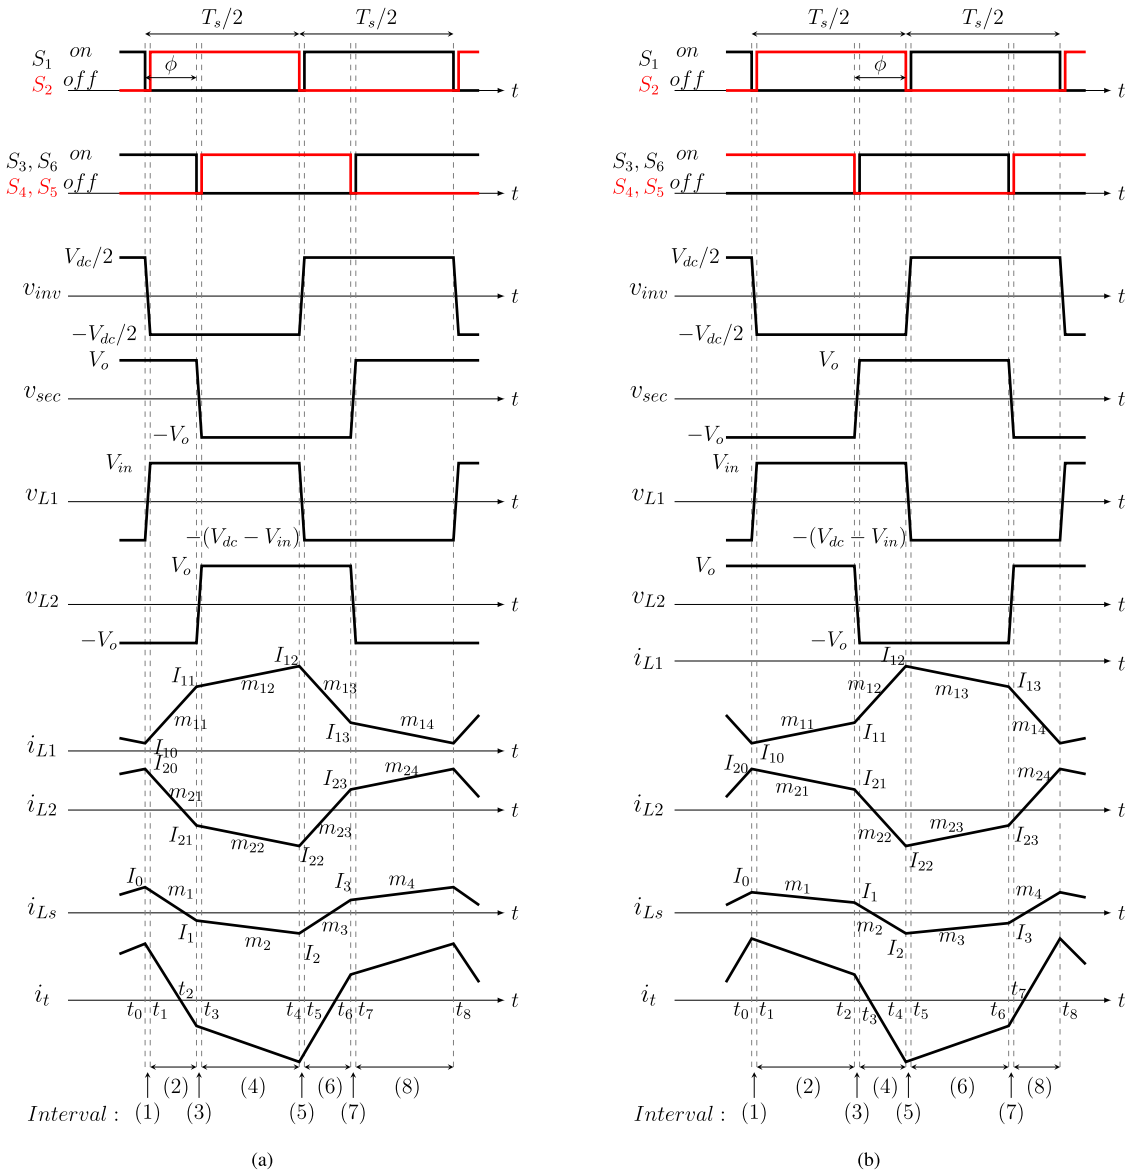 T_s/2 T_s/2
S_1 on
ϕ
S_2 off
t
S_3, S_6 on
S_4, S_5 off
t
V_dc/2
v_inv
t
−V_dc/2
V_o
v_sec
t
−V_o
V_in
v_L1
t
−(V_dc − V_in)
V_o
v_L2
t
−V_o
I_12
I_11
m_12 m_13
m_11 m_14
I_13
i_L1 I_10
t
I_20
I_23 m_24
m_21
i_L2
t
I_21 m_22 m_23
I_22
I_0 m_1 I_3 m_4
i_Ls
t
I_1 m_2 m_3
I_2
i_t
t_2
t
t_0 t_1 t_3 t_4 t_5 t_6 t_7 t_8
(2) (4) (6) (8)
Interval : (1) (3) (5) (7)
(a)
T_s/2 T_s/2
S_1 on
ϕ
S_2 off
t
S_3, S_6 on
S_4, S_5 off
t
V_dc/2
v_inv
t
−V_dc/2
V_o
v_sec
t
−V_o
V_in
v_L1
t
−(V_dc − V_in)
V_o
v_L2
t
−V_o
i_L1 I_12
t
m_12 m_13 I_13
m_11 I_11 m_14
I_10
I_20 I_21 m_24
m_21
i_L2
t
m_22 m_23 I_23
I_22
I_0 m_1 I_1 m_4
i_Ls
t
m_2 m_3 I_3
I_2
i_t
t_7
t
t_0 t_1 t_2 t_3 t_4 t_5 t_6 t_8
(2) (4) (6) (8)
Interval : (1) (3) (5) (7)
(b)